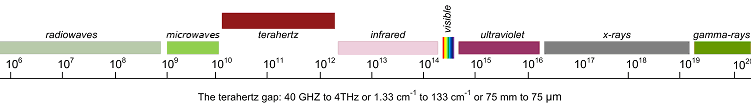 visible
radiowaves microwaves terahertz infrared ultraviolet x-rays gamma-rays
10⁶ 10⁷ 10⁸ 10⁹ 10¹⁰ 10¹¹ 10¹² 10¹³ 10¹⁴ 10¹⁵ 10¹⁶ 10¹⁷ 10¹⁸ 10¹⁹ 10²⁰
The terahertz gap: 40 GHZ to 4THz or 1.33 cm⁻¹ to 133 cm⁻¹ or 75 mm to 75 µm